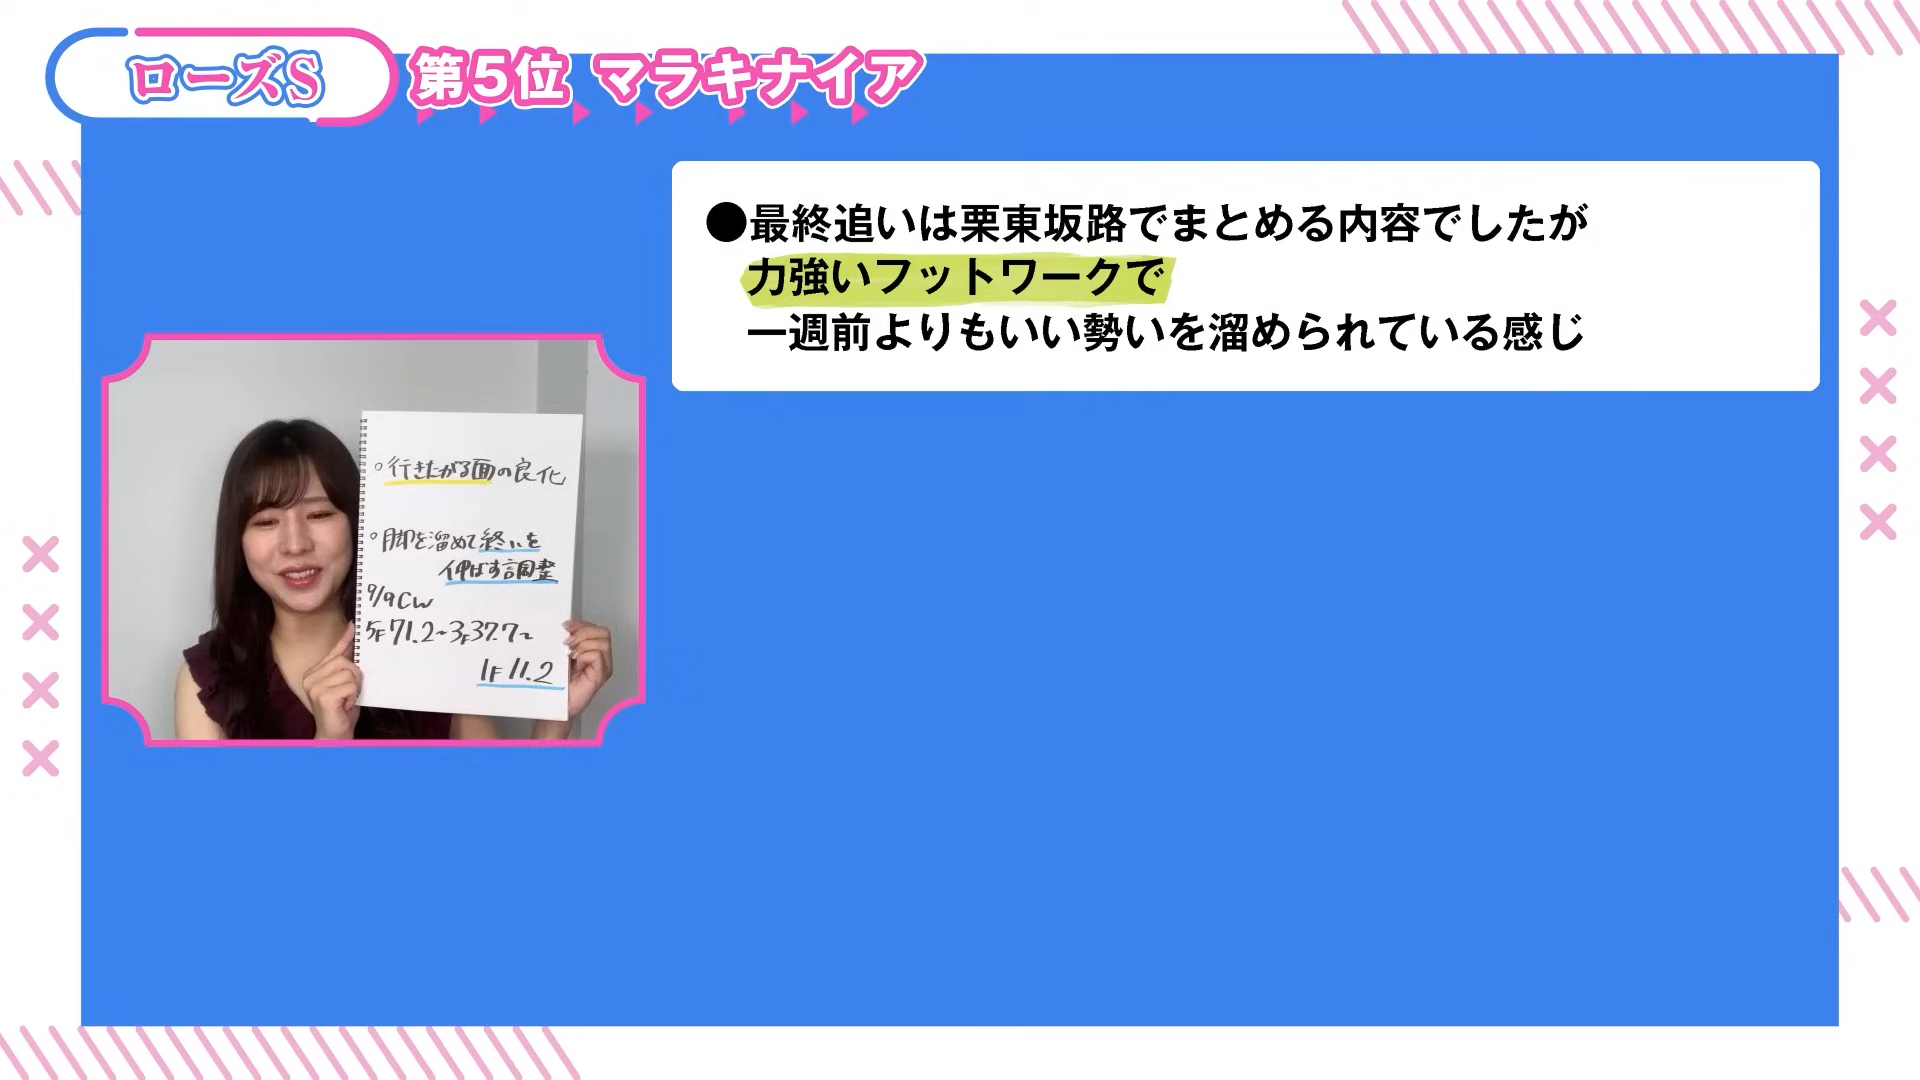 ローズS 第5位 マラキナイア
●最終追いは栗東坂路でまとめる内容でしたが
力強いフットワークで
一週前よりもいい勢いを溜められている感じ
○行きたがる面の良化
○脚を溜めて終いを
伸ばす調整
9/9CW
5F71.2~3F37.7~
1F11.2